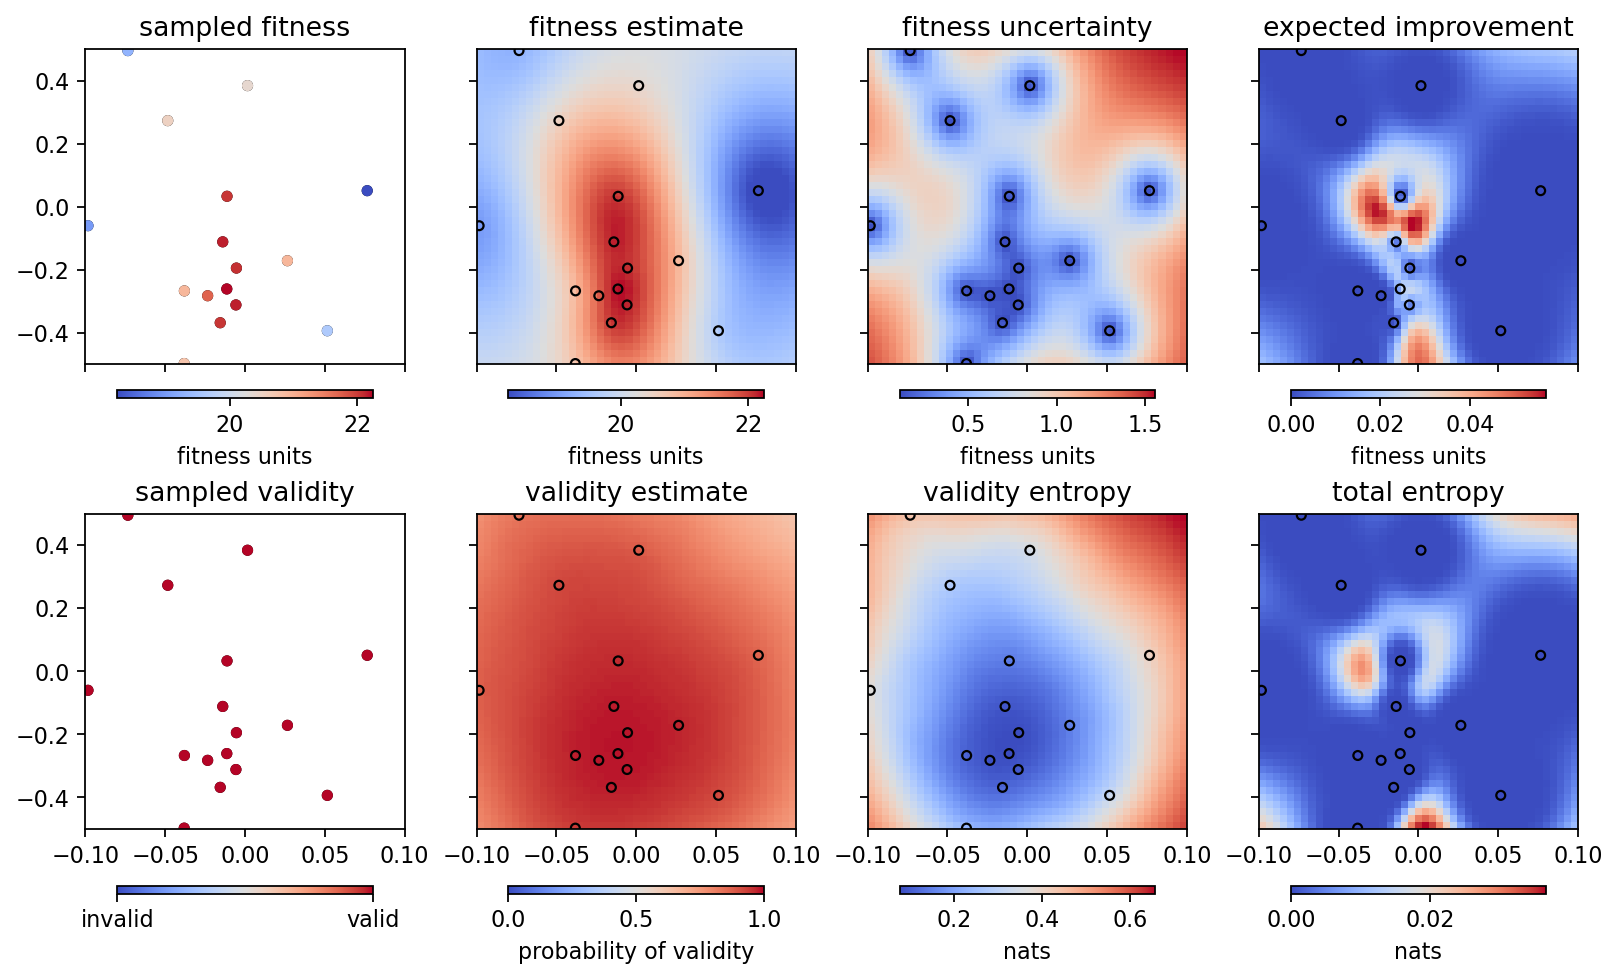 sampled fitness
fitness estimate
fitness uncertainty
expected improvement
0.4
0.2
0.0
−0.2
−0.4
20 22
20 22
0.5 1.0 1.5
0.00 0.02 0.04
fitness units
fitness units
fitness units
fitness units
sampled validity
validity estimate
validity entropy
total entropy
0.4
0.2
0.0
−0.2
−0.4
−0.10 −0.05 0.00 0.05 0.10
−0.10 −0.05 0.00 0.05 0.10
−0.10 −0.05 0.00 0.05 0.10
−0.10 −0.05 0.00 0.05 0.10
invalid valid
0.0 0.5 1.0
0.2 0.4 0.6
0.00 0.02
probability of validity
nats
nats